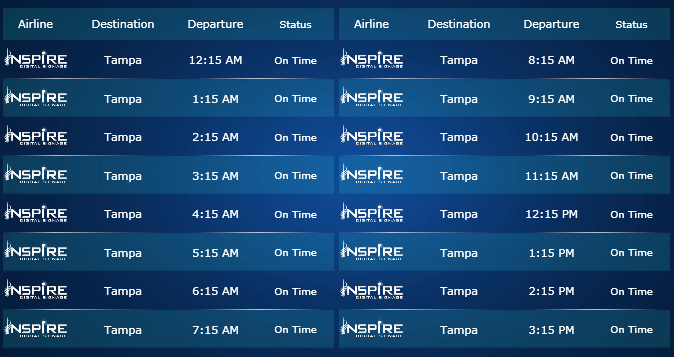 Airline Destination Departure Status
INSPIRE DIGITAL SIGNAGE Tampa 12:15 AM On Time
INSPIRE DIGITAL SIGNAGE Tampa 1:15 AM On Time
INSPIRE DIGITAL SIGNAGE Tampa 2:15 AM On Time
INSPIRE DIGITAL SIGNAGE Tampa 3:15 AM On Time
INSPIRE DIGITAL SIGNAGE Tampa 4:15 AM On Time
INSPIRE DIGITAL SIGNAGE Tampa 5:15 AM On Time
INSPIRE DIGITAL SIGNAGE Tampa 6:15 AM On Time
INSPIRE DIGITAL SIGNAGE Tampa 7:15 AM On Time
Airline Destination Departure Status
INSPIRE DIGITAL SIGNAGE Tampa 8:15 AM On Time
INSPIRE DIGITAL SIGNAGE Tampa 9:15 AM On Time
INSPIRE DIGITAL SIGNAGE Tampa 10:15 AM On Time
INSPIRE DIGITAL SIGNAGE Tampa 11:15 AM On Time
INSPIRE DIGITAL SIGNAGE Tampa 12:15 PM On Time
INSPIRE DIGITAL SIGNAGE Tampa 1:15 PM On Time
INSPIRE DIGITAL SIGNAGE Tampa 2:15 PM On Time
INSPIRE DIGITAL SIGNAGE Tampa 3:15 PM On Time